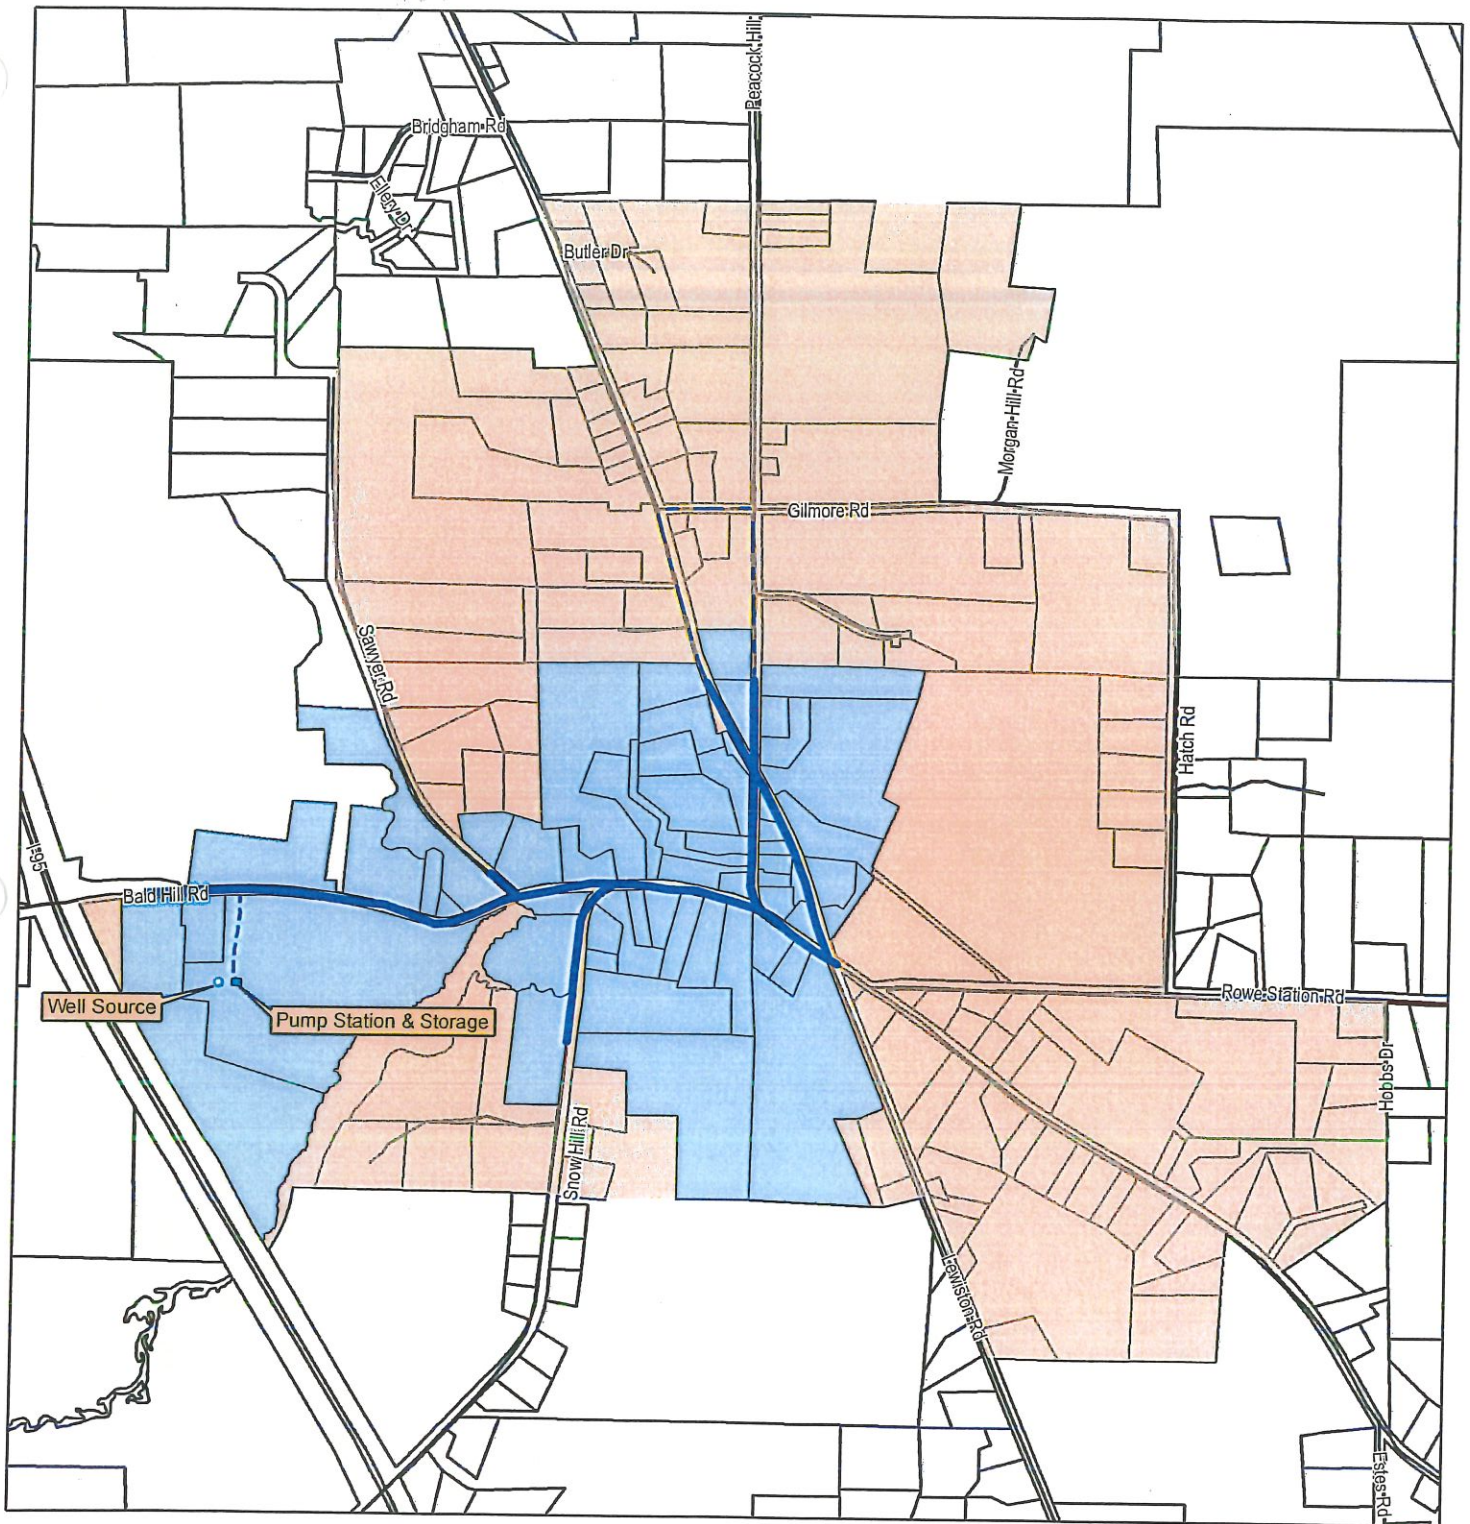 Peacock Hill
Bridgham Rd
Ellery Dr
Butler Dr
Morgan Hill Rd
Gilmore Rd
Sawyer Rd
Hatch Rd
I-95
Bald Hill Rd
Well Source
Pump Station & Storage
Rowe Station Rd
Hobbs Dr
Snow Hill Rd
Lewiston Rd
Estes Rd